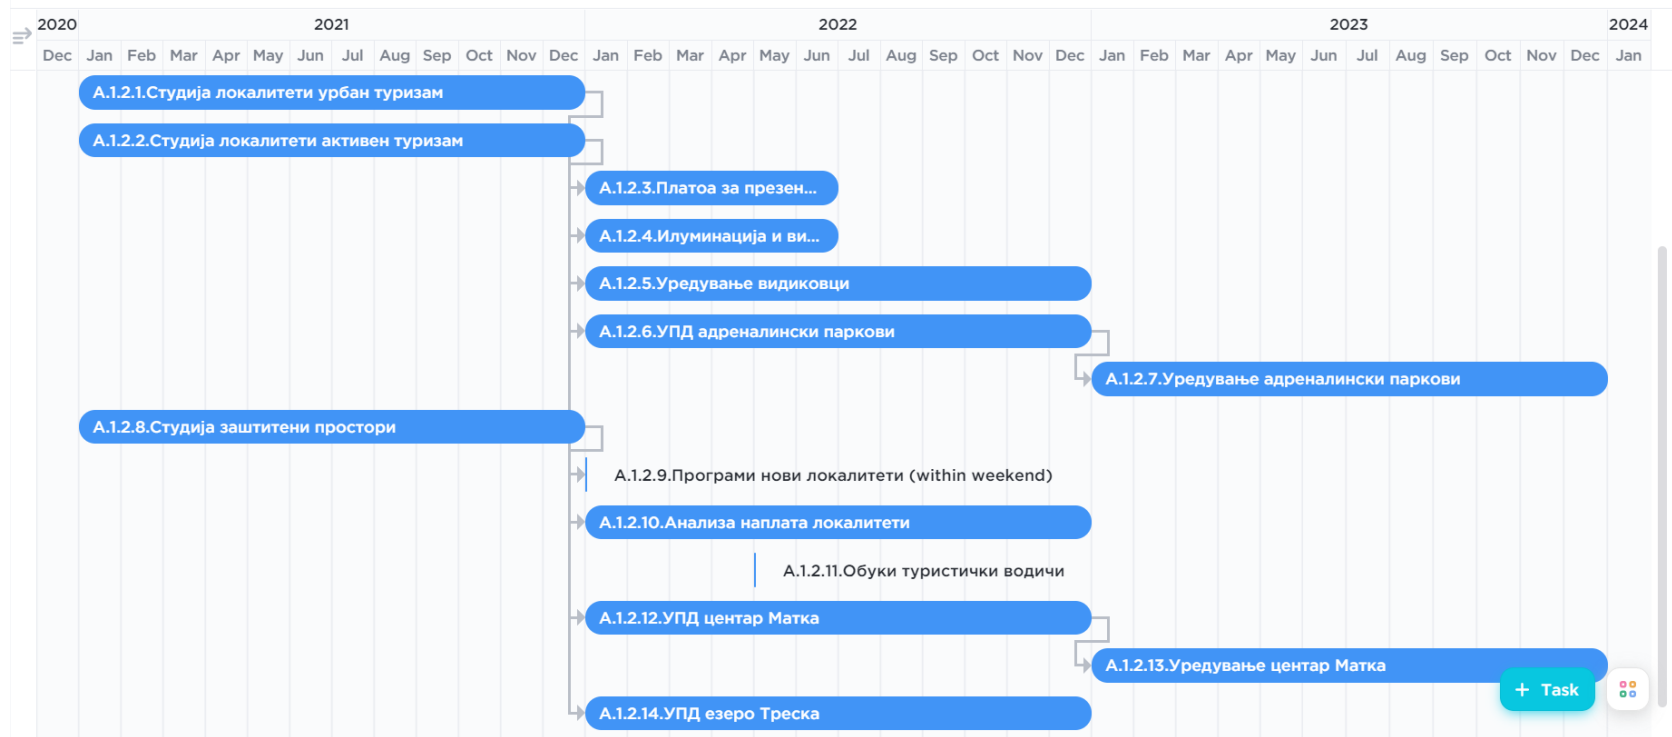 2020 2021 2022 2023 2024
Dec Jan Feb Mar Apr May Jun Jul Aug Sep Oct Nov Dec Jan Feb Mar Apr May Jun Jul Aug Sep Oct Nov Dec Jan Feb Mar Apr May Jun Jul Aug Sep Oct Nov Dec Jan
А.1.2.1.Студија локалитети урбан туризам
А.1.2.2.Студија локалитети активен туризам
А.1.2.3.Платоа за презен...
А.1.2.4.Илуминација и ви...
А.1.2.5.Уредување видиковци
А.1.2.6.УПД адреналински паркови
А.1.2.7.Уредување адреналински паркови
А.1.2.8.Студија заштитени простори
А.1.2.9.Програми нови локалитети (within weekend)
А.1.2.10.Анализа наплата локалитети
А.1.2.11.Обуки туристички водичи
А.1.2.12.УПД центар Матка
А.1.2.13.Уредување центар Матка
+ Task
А.1.2.14.УПД езеро Треска